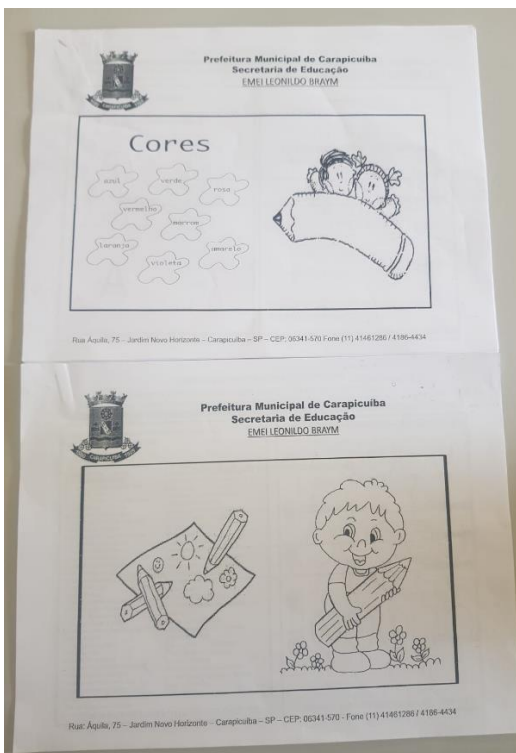 Prefeitura Municipal de Carapicuíba
Secretaria de Educação
EMEI LEONILDO BRAYM
Cores
azul
verde
rosa
vermelho
marrom
laranja
amarelo
violeta
Rua Áquila, 75 – Jardim Novo Horizonte – Carapicuíba – SP – CEP: 06341-570 Fone (11) 41461286 / 4186-4434
Prefeitura Municipal de Carapicuíba
Secretaria de Educação
EMEI LEONILDO BRAYM
CARAPICUIBA
Rua: Áquila, 75 – Jardim Novo Horizonte – Carapicuíba – SP – CEP: 06341-570 - Fone (11) 41461286 / 4186-4434